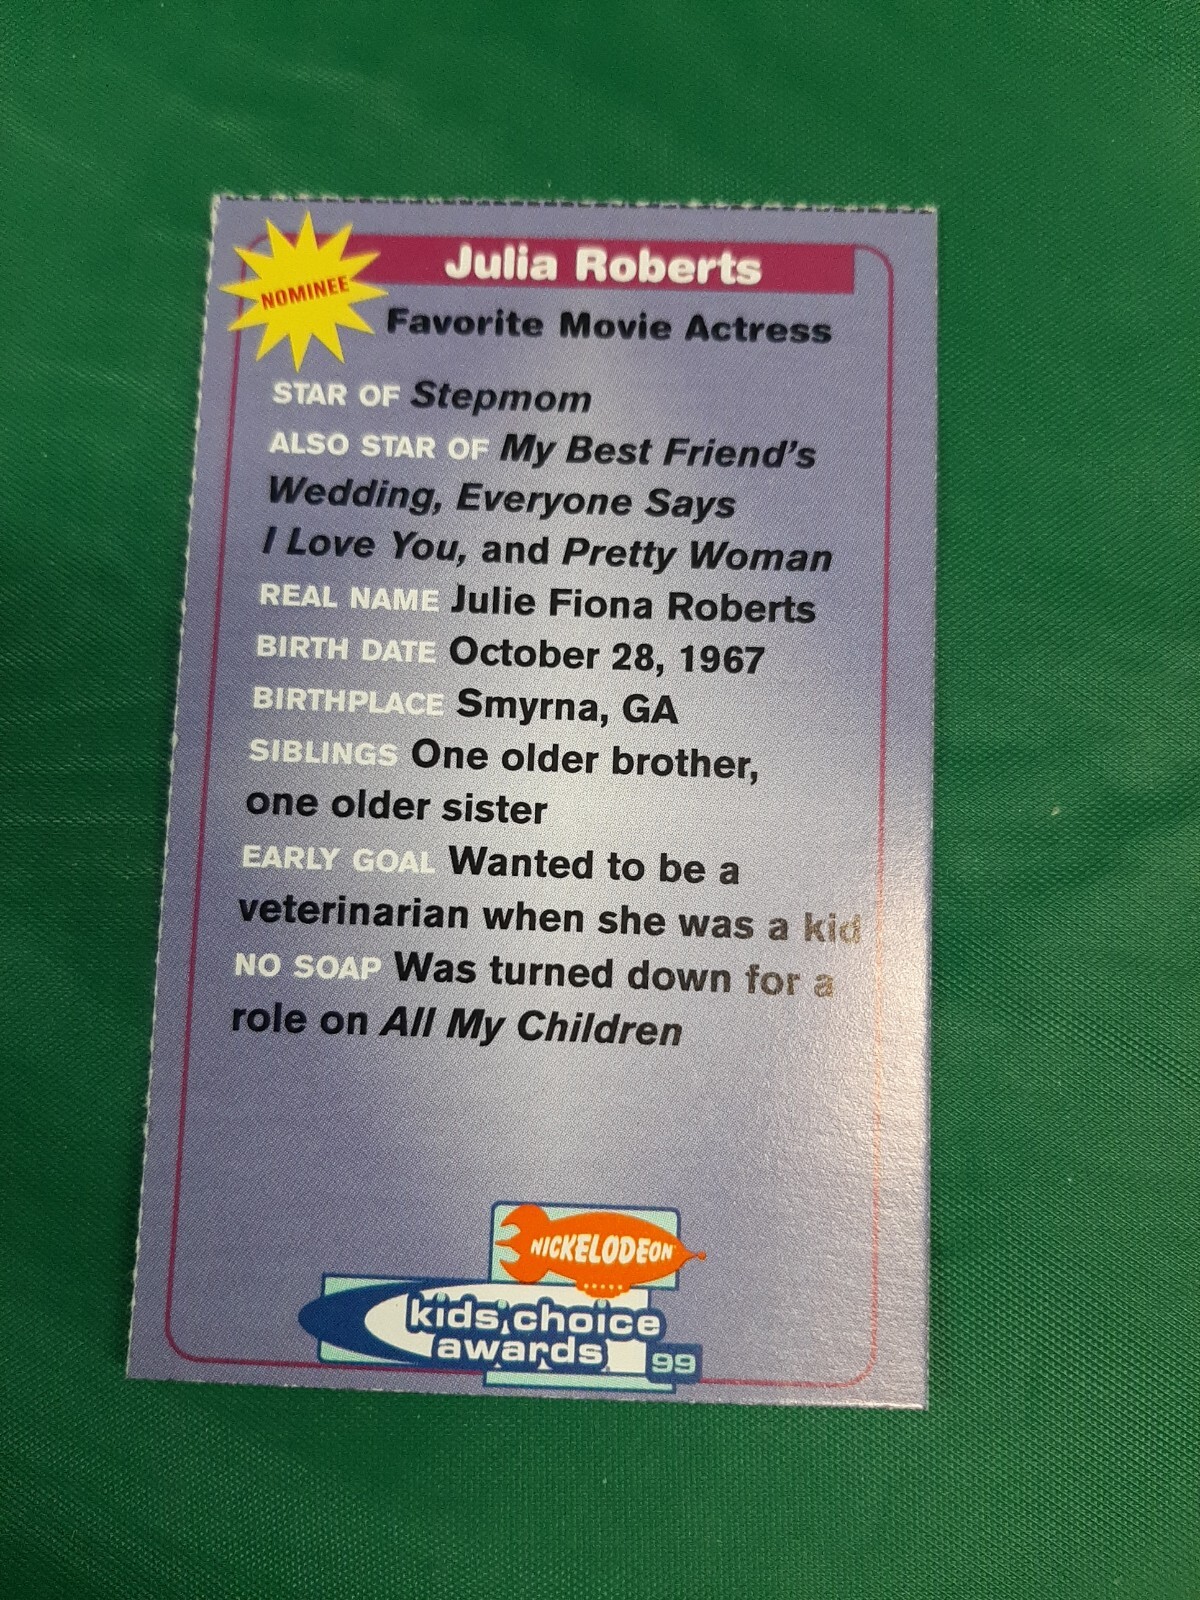 Julia Roberts
NOMINEE
Favorite Movie Actress
STAR OF Stepmom
ALSO STAR OF My Best Friend's
Wedding, Everyone Says
I Love You, and Pretty Woman
REAL NAME Julie Fiona Roberts
BIRTH DATE October 28, 1967
BIRTHPLACE Smyrna, GA
SIBLINGS One older brother,
one older sister
EARLY GOAL Wanted to be a
veterinarian when she was a kid
NO SOAP Was turned down for a
role on All My Children
NICKELODEON
kids' choice
awards 99